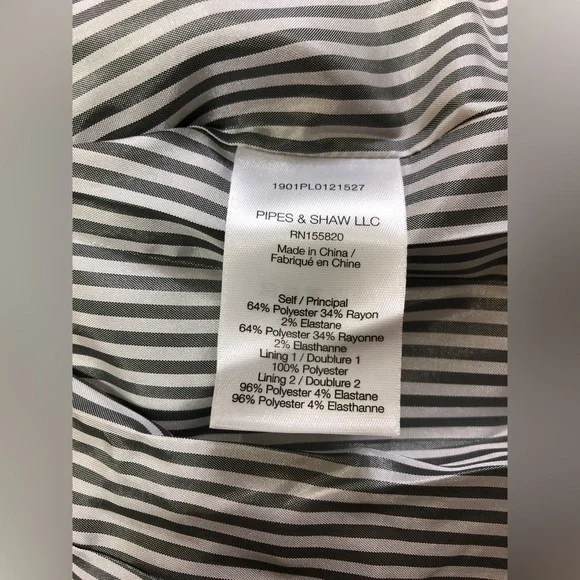 1901PL0121527
PIPES & SHAW LLC
RN155820
Made in China /
Fabriqué en Chine
Self / Principal
64% Polyester 34% Rayon
2% Elastane
64% Polyester 34% Rayonne
2% Elasthanne
Lining 1 / Doublure 1
100% Polyester
Lining 2 / Doublure 2
96% Polyester 4% Elastane
96% Polyester 4% Elasthanne